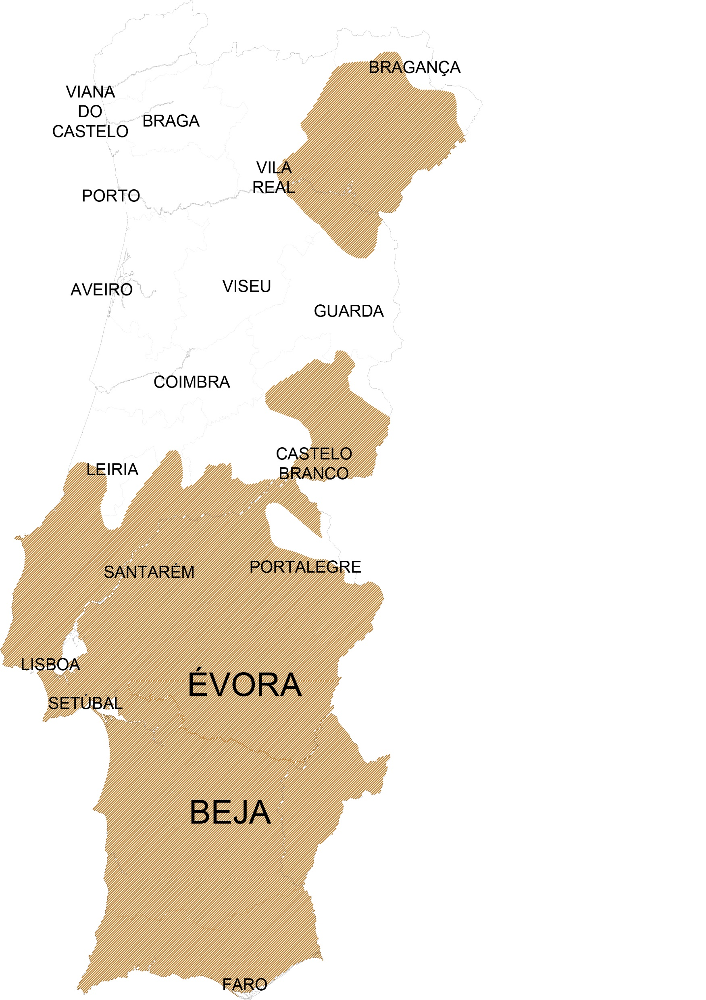 BRAGANÇA
VIANA
DO
CASTELO
BRAGA
VILA
REAL
PORTO
AVEIRO
VISEU
GUARDA
COIMBRA
CASTELO
BRANCO
LEIRIA
SANTARÉM
PORTALEGRE
LISBOA
ÉVORA
SETÚBAL
BEJA
FARO